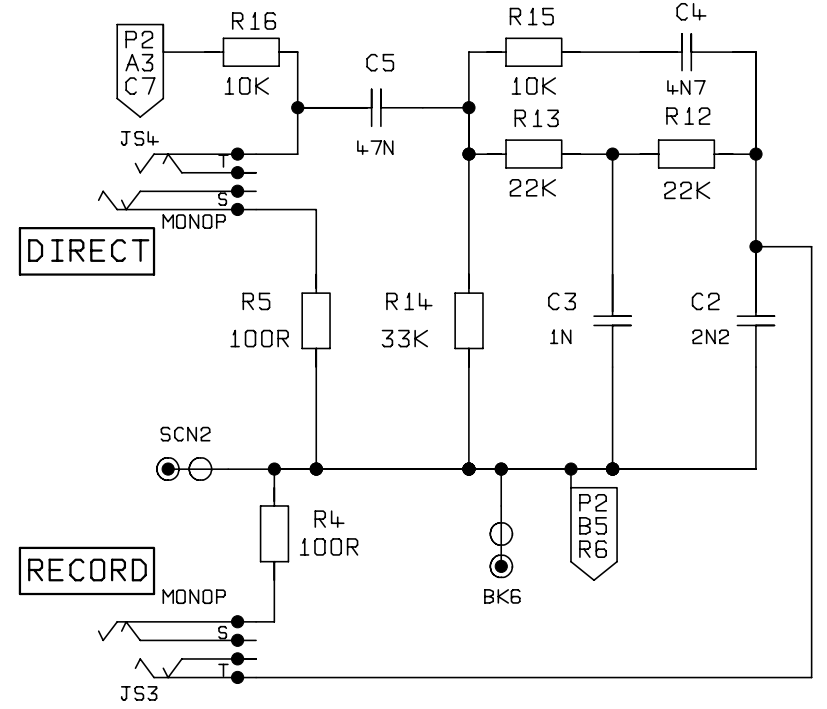 P2
A3
C7
R16
10K
C5
47N
R15
10K
C4
4N7
R13
22K
R12
22K
JS4
T
S
MONOP
DIRECT
R5
100R
R14
33K
C3
1N
C2
2N2
SCN2
R4
100R
P2
B5
R6
BK6
RECORD
MONOP
S
T
JS3